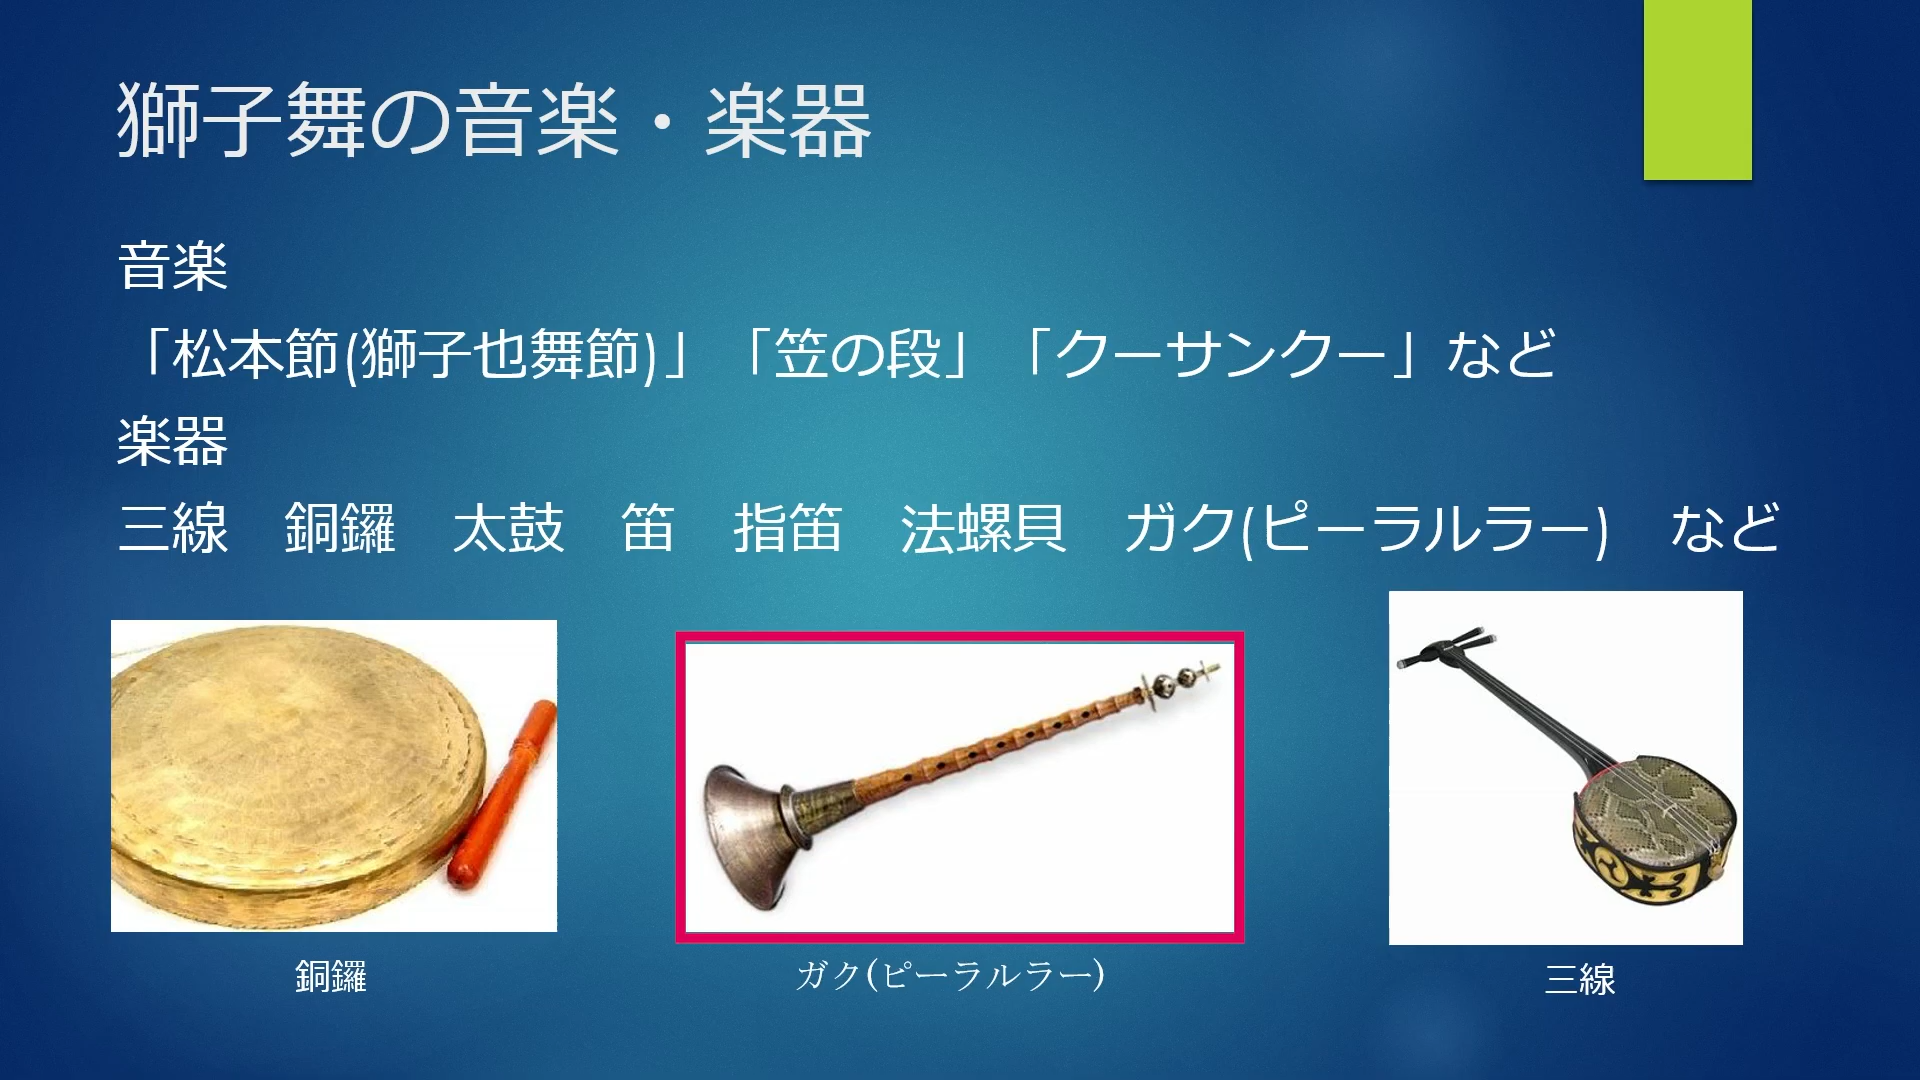 獅子舞の音楽・楽器
音楽
「松本節(獅子也舞節)」「笠の段」「クーサンクー」など
楽器
三線　銅鑼　太鼓　笛　指笛　法螺貝　ガク(ピーラルラー)　など
銅鑼
ガク(ピーラルラー)
三線